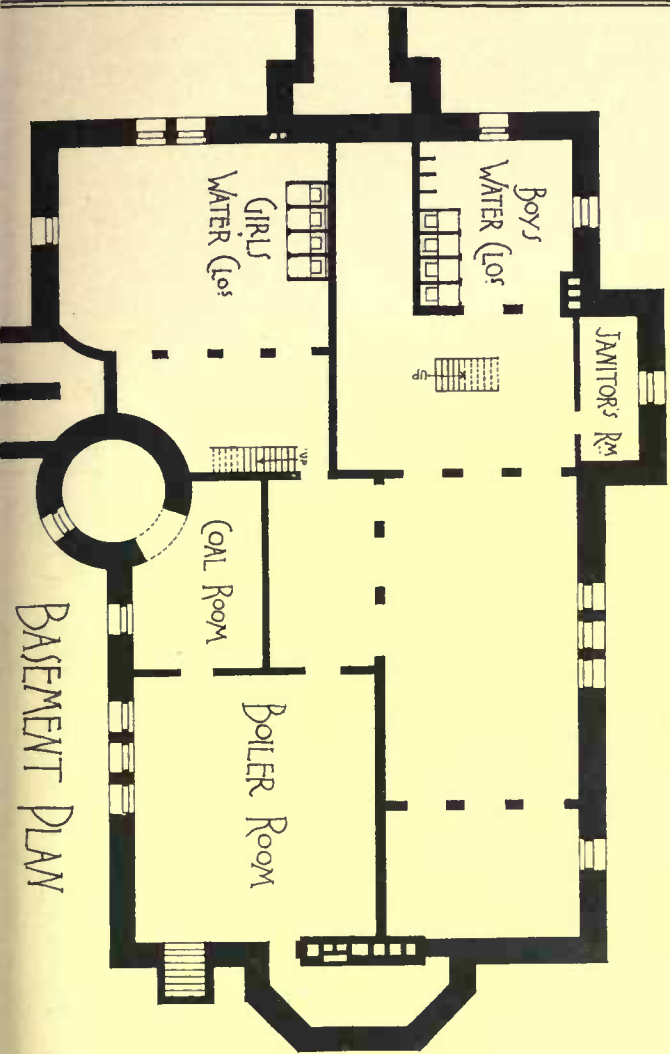 BOYS
WATER CLOS
JANITOR'S RM
GIRLS
WATER CLOS
UP
UP
COAL ROOM
BOILER ROOM
BASEMENT PLAN